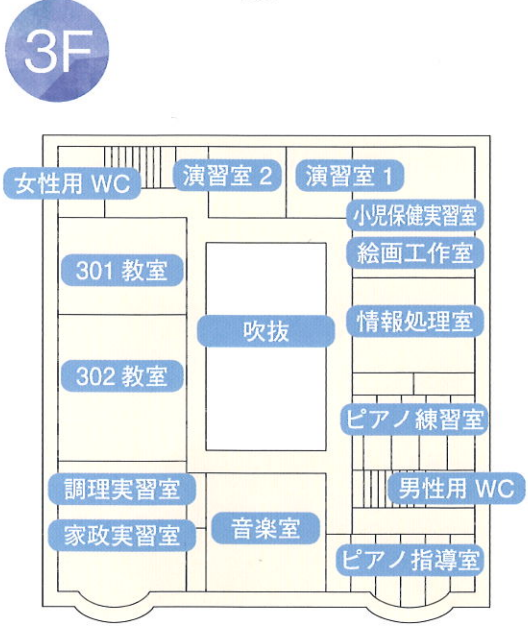 3F
女性用 WC
演習室 2
演習室 1
小児保健実習室
絵画工作室
301 教室
情報処理室
吹抜
302 教室
ピアノ練習室
調理実習室
男性用 WC
家政実習室
音楽室
ピアノ指導室